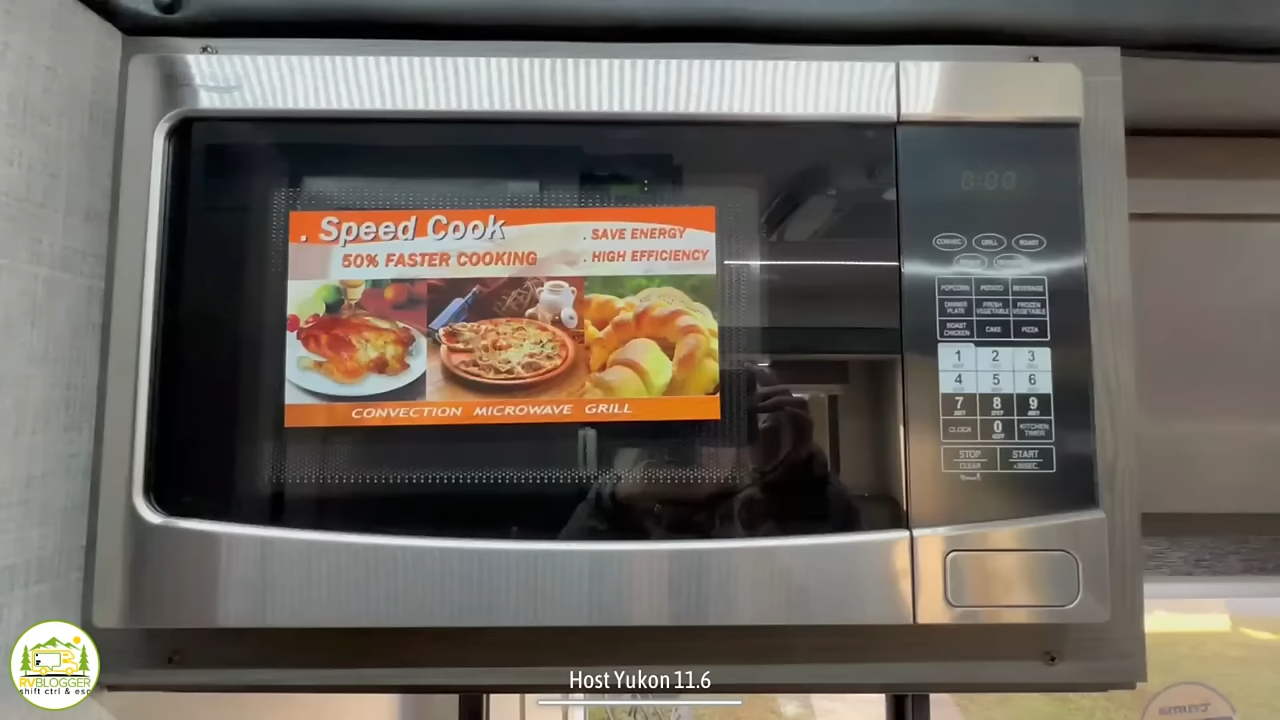 . Speed Cook
50% FASTER COOKING
. SAVE ENERGY
. HIGH EFFICIENCY
CONVECTION MICROWAVE GRILL
0:00
CONVEC. GRILL ROAST
POPCORN POTATO BEVERAGE
DINNER PLATE FRESH VEGETABLE FROZEN VEGETABLE
ROAST CHICKEN CAKE PIZZA
1 2 3
4 5 6
7 8 9
CLOCK 0 KITCHEN TIMER
STOP CLEAR START +30SEC.
RVBLOGGER
shift ctrl & esc
Host Yukon 11.6